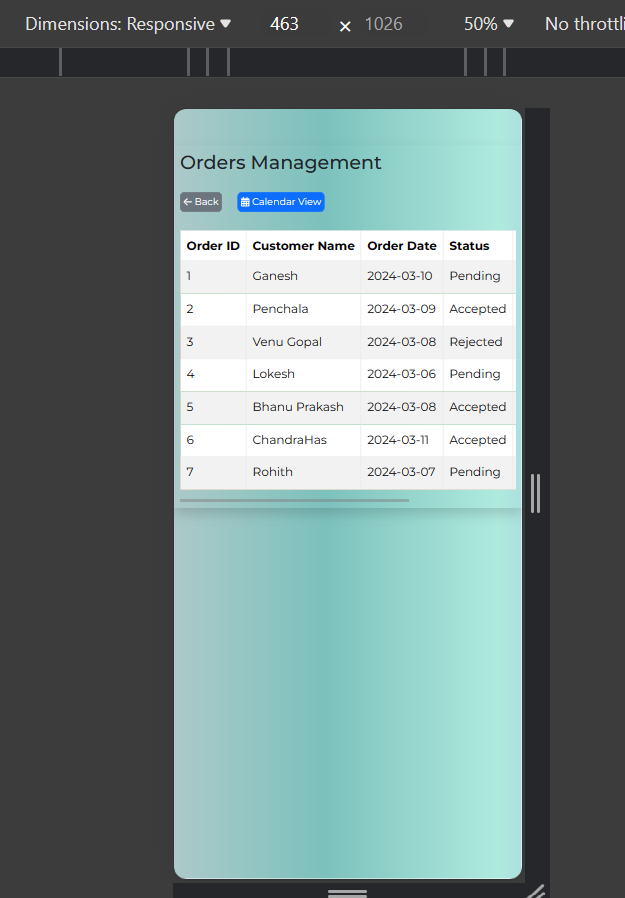 Dimensions: Responsive 463 × 1026 50% No throttli
Orders Management
Back Calendar View
Order ID Customer Name Order Date Status
1 Ganesh 2024-03-10 Pending
2 Penchala 2024-03-09 Accepted
3 Venu Gopal 2024-03-08 Rejected
4 Lokesh 2024-03-06 Pending
5 Bhanu Prakash 2024-03-08 Accepted
6 ChandraHas 2024-03-11 Accepted
7 Rohith 2024-03-07 Pending